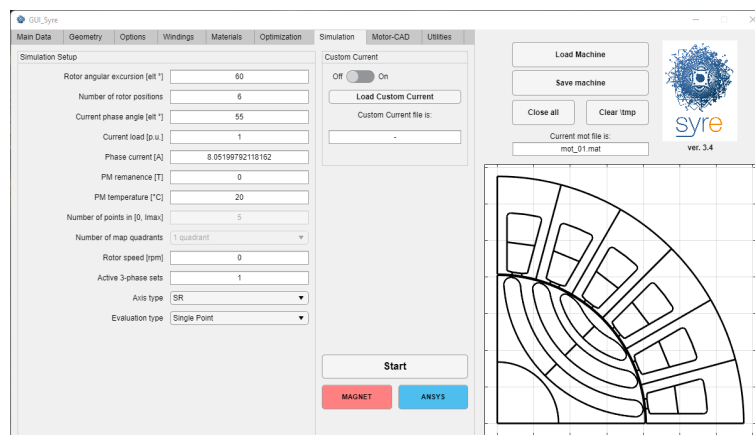 GUI_Syre
Main Data Geometry Options Windings Materials Optimization Simulation Motor-CAD Utilities
Simulation Setup
Rotor angular excursion [elt °] 60
Number of rotor positions 6
Current phase angle [elt °] 55
Current load [p.u.] 1
Phase current [A] 8.05199792118162
PM remanence [T] 0
PM temperature [°C] 20
Number of points in [0, Imax] 5
Number of map quadrants 1 quadrant
Rotor speed [rpm] 0
Active 3-phase sets 1
Axis type SR
Evaluation type Single Point
Custom Current
Off On
Load Custom Current
Custom Current file is:
-
Start
MAGNET ANSYS
Load Machine
Save machine
Close all Clear \tmp
Current mot file is:
mot_01.mat
syre
ver. 3.4